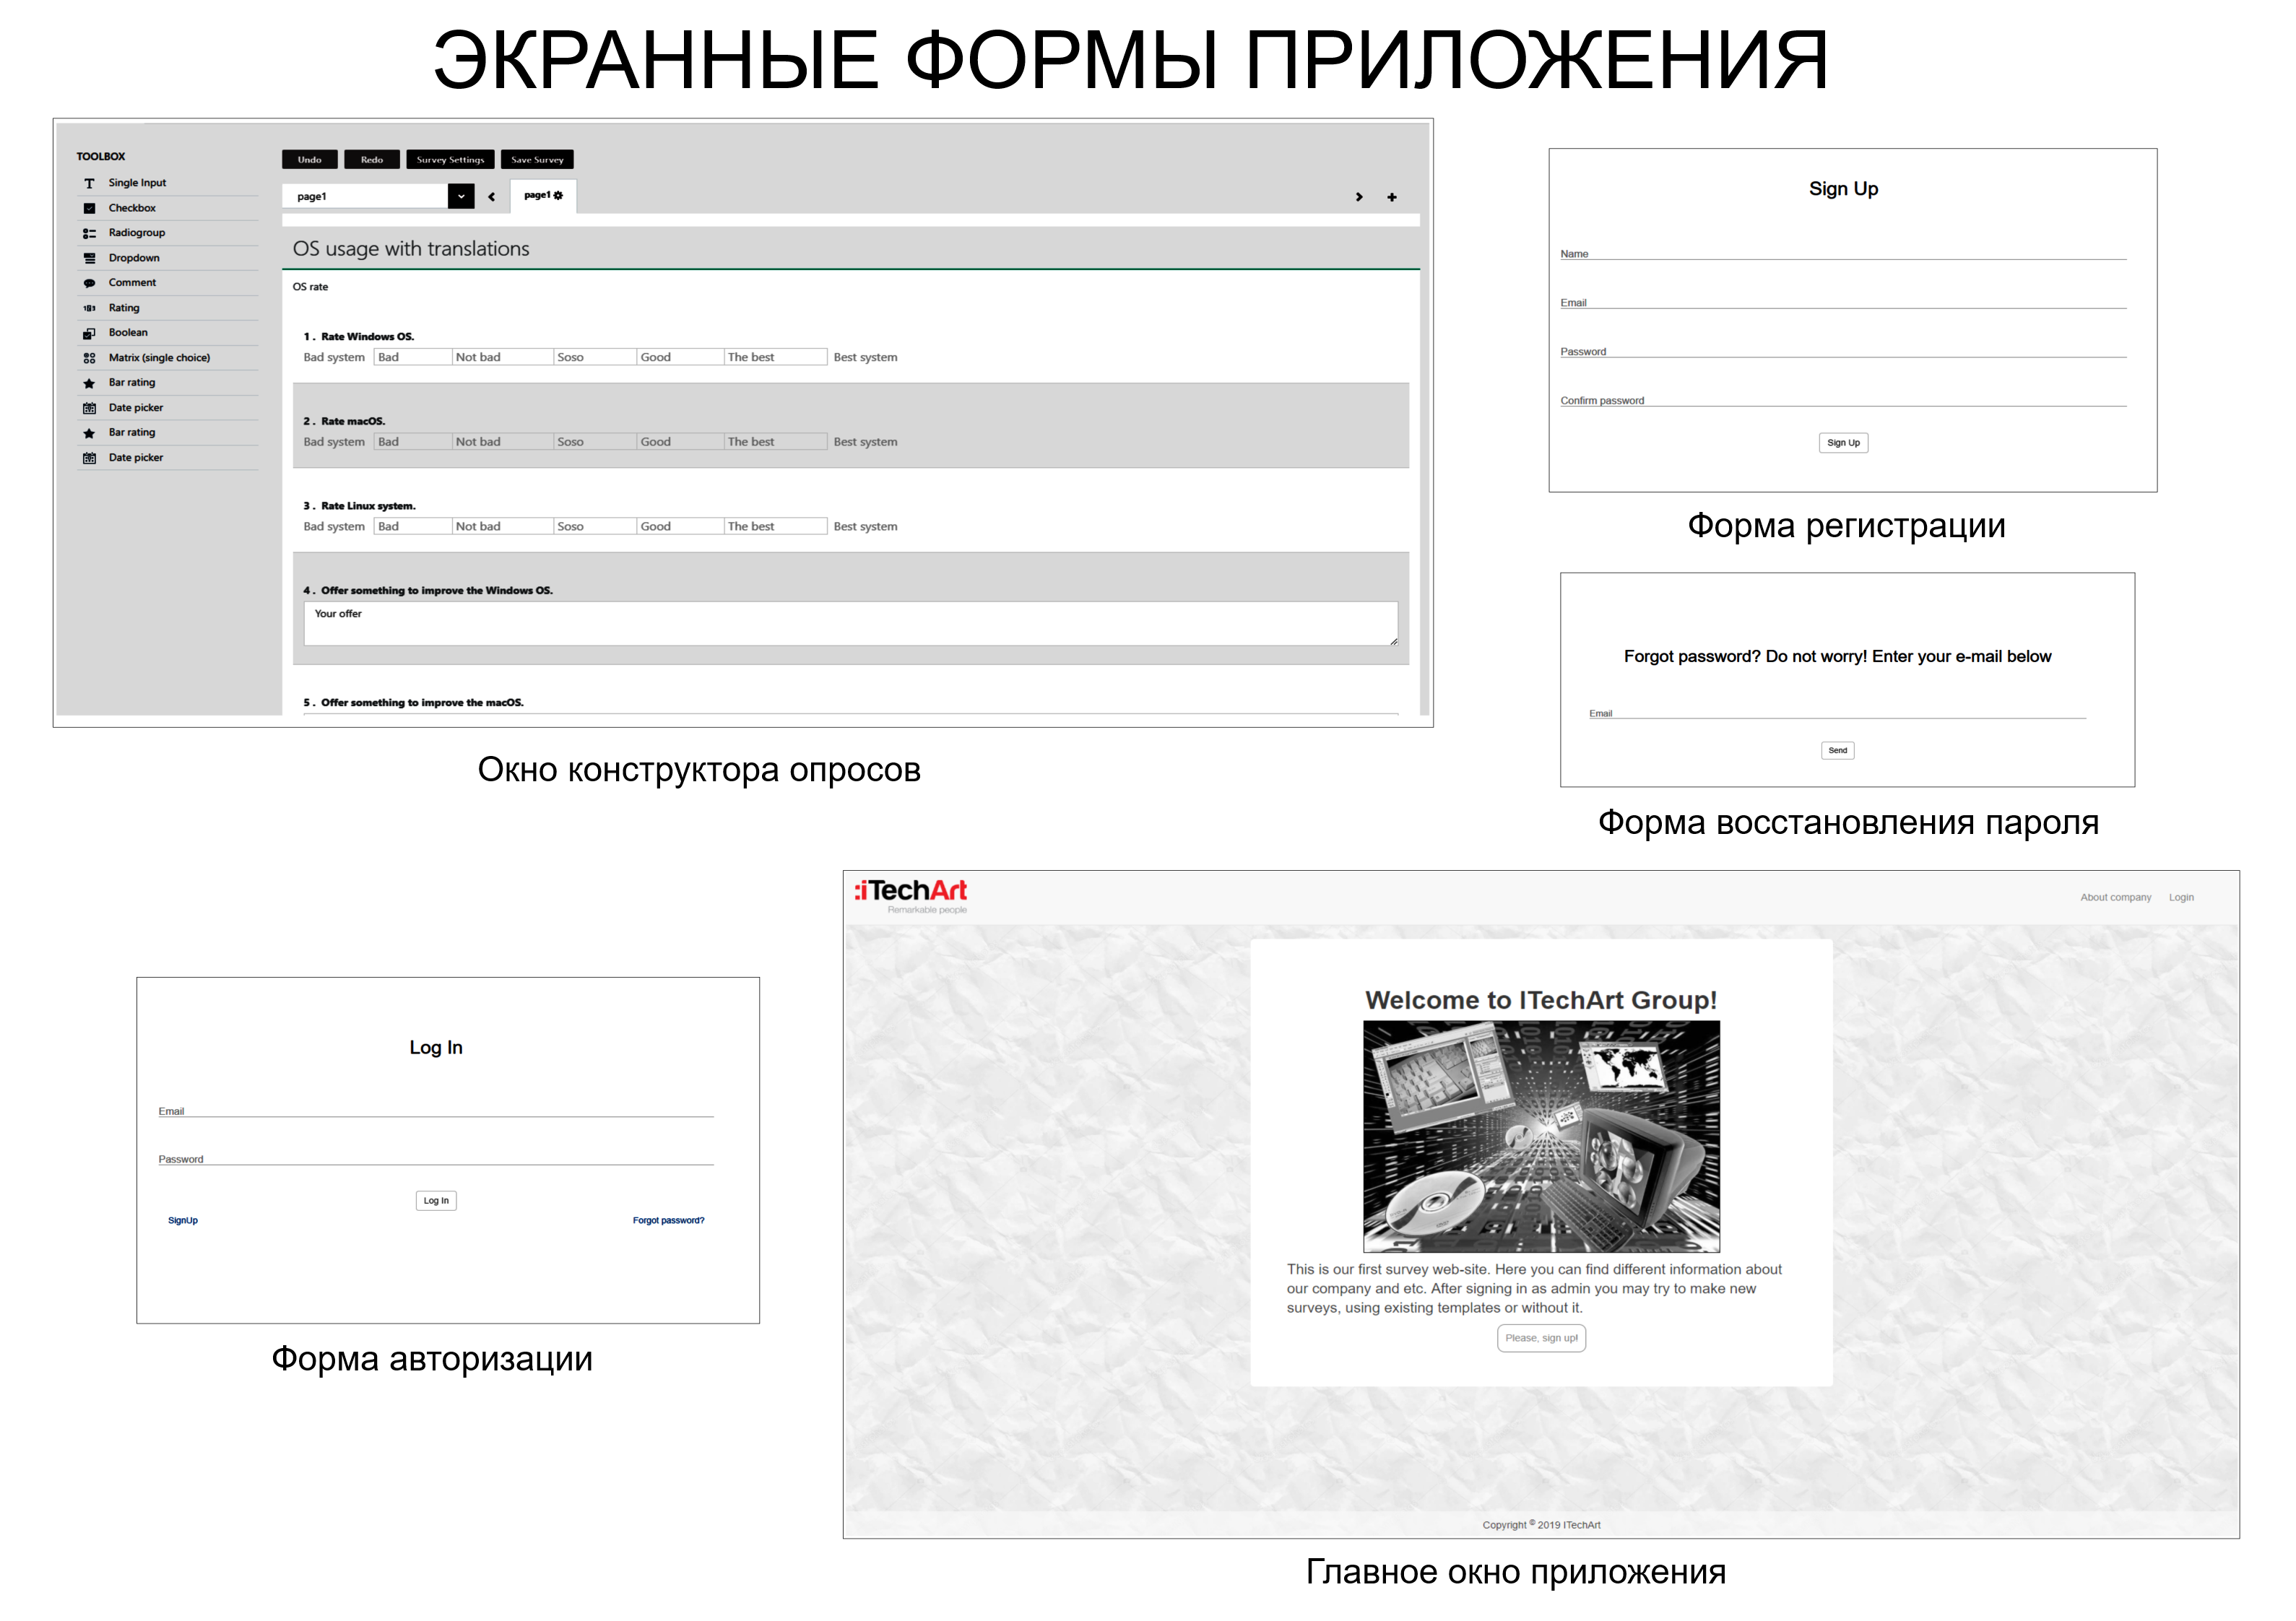 ЭКРАННЫЕ ФОРМЫ ПРИЛОЖЕНИЯ
TOOLBOX
Single Input
Checkbox
Radiogroup
Dropdown
Comment
Rating
Boolean
Matrix (single choice)
Bar rating
Date picker
Bar rating
Date picker
Undo Redo Survey Settings Save Survey
page1 page1
OS usage with translations
OS rate
1 . Rate Windows OS.
Bad system Bad Not bad Soso Good The best Best system
2 . Rate macOS.
Bad system Bad Not bad Soso Good The best Best system
3 . Rate Linux system.
Bad system Bad Not bad Soso Good The best Best system
4 . Offer something to improve the Windows OS.
Your offer
5 . Offer something to improve the macOS.
Окно конструктора опросов
Sign Up
Name
Email
Password
Confirm password
Sign Up
Форма регистрации
Forgot password? Do not worry! Enter your e-mail below
Email
Send
Форма восстановления пароля
Log In
Email
Password
Log In
SignUp Forgot password?
Форма авторизации
:iTechArt
Remarkable people
About company Login
Welcome to ITechArt Group!
This is our first survey web-site. Here you can find different information about
our company and etc. After signing in as admin you may try to make new
surveys, using existing templates or without it.
Please, sign up!
Copyright © 2019 ITechArt
Главное окно приложения